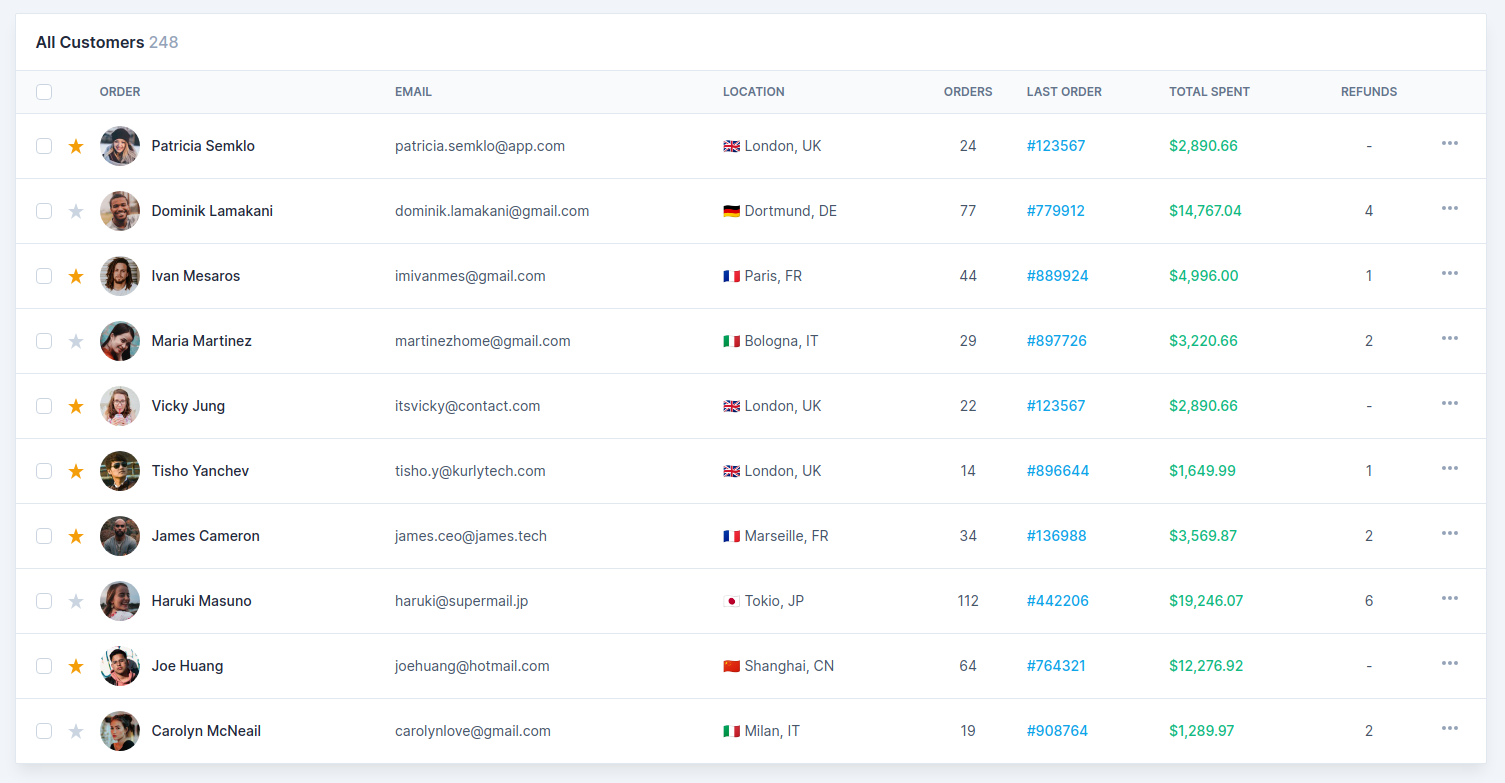 All Customers 248
ORDER EMAIL LOCATION ORDERS LAST ORDER TOTAL SPENT REFUNDS
Patricia Semklo patricia.semklo@app.com 🇬🇧 London, UK 24 #123567 $2,890.66 -
Dominik Lamakani dominik.lamakani@gmail.com 🇩🇪 Dortmund, DE 77 #779912 $14,767.04 4
Ivan Mesaros imivanmes@gmail.com 🇫🇷 Paris, FR 44 #889924 $4,996.00 1
Maria Martinez martinezhome@gmail.com 🇮🇹 Bologna, IT 29 #897726 $3,220.66 2
Vicky Jung itsvicky@contact.com 🇬🇧 London, UK 22 #123567 $2,890.66 -
Tisho Yanchev tisho.y@kurlytech.com 🇬🇧 London, UK 14 #896644 $1,649.99 1
James Cameron james.ceo@james.tech 🇫🇷 Marseille, FR 34 #136988 $3,569.87 2
Haruki Masuno haruki@supermail.jp 🇯🇵 Tokio, JP 112 #442206 $19,246.07 6
Joe Huang joehuang@hotmail.com 🇨🇳 Shanghai, CN 64 #764321 $12,276.92 -
Carolyn McNeail carolynlove@gmail.com 🇮🇹 Milan, IT 19 #908764 $1,289.97 2